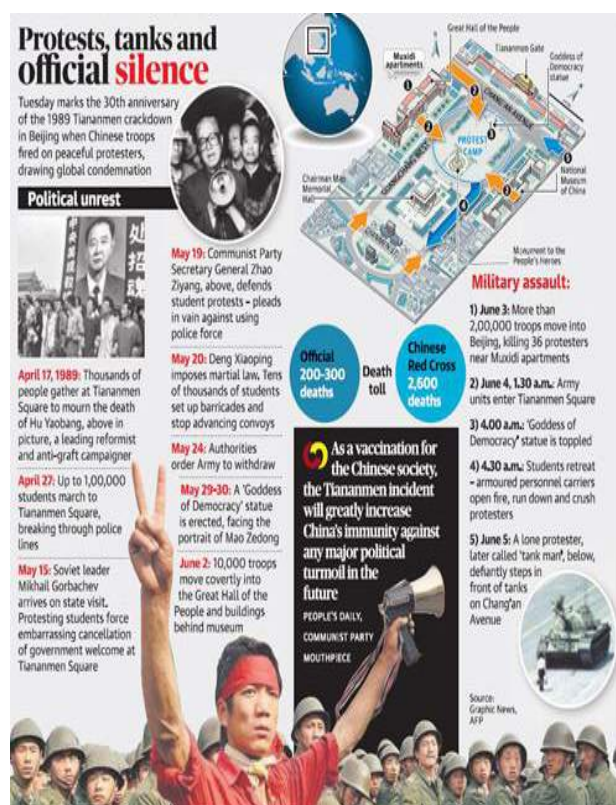 Protests, tanks and
official silence
Tuesday marks the 30th anniversary
of the 1989 Tiananmen crackdown
in Beijing when Chinese troops
fired on peaceful protesters,
drawing global condemnation
Political unrest
April 17, 1989: Thousands of
people gather at Tiananmen
Square to mourn the death
of Hu Yaobang, above in
picture, a leading reformist
and anti-graft campaigner
April 27: Up to 1,00,000
students march to
Tiananmen Square,
breaking through police
lines
May 15: Soviet leader
Mikhail Gorbachev
arrives on state visit.
Protesting students force
embarrassing cancellation
of government welcome at
Tiananmen Square
May 19: Communist Party
Secretary General Zhao
Ziyang, above, defends
student protests – pleads
in vain against using
police force
May 20: Deng Xiaoping
imposes martial law. Tens
of thousands of students
set up barricades and
stop advancing convoys
May 24: Authorities
order Army to withdraw
May 29-30: A 'Goddess
of Democracy' statue
is erected, facing the
portrait of Mao Zedong
June 2: 10,000 troops
move covertly into
the Great Hall of the
People and buildings
behind museum
Great Hall of the People
Tiananmen Gate
Goddess of
Democracy
statue
Muxidi
apartments
CHANG'AN AVENUE
PROTEST
CAMP
National
Museum
of China
Chairman Mao
Memorial
Hall
Monument to the
People's Heroes
1
2
2
3
2
4
5
Official
200-300
deaths
Death
toll
Chinese
Red Cross
2,600
deaths
As a vaccination for
the Chinese society,
the Tiananmen incident
will greatly increase
China's immunity against
any major political
turmoil in the
future
PEOPLE'S DAILY,
COMMUNIST PARTY
MOUTHPIECE
Military assault:
1) June 3: More than
2,00,000 troops move into
Beijing, killing 36 protesters
near Muxidi apartments
2) June 4, 1.30 a.m.: Army
units enter Tiananmen Square
3) 4.00 a.m.: 'Goddess of
Democracy' statue is toppled
4) 4.30 a.m.: Students retreat
– armoured personnel carriers
open fire, run down and crush
protesters
5) June 5: A lone protester,
later called 'tank man', below,
defiantly steps in
front of tanks
on Chang'an
Avenue
Source:
Graphic News,
AFP